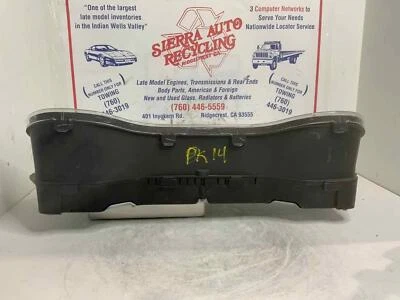 "One of the largest
late model inventories
in the Indian Wells Valley"
SIERRA AUTO
RECYCLING
RIDGECREST, CA.
3 Computer Networks to
Serve Your Needs
Nationwide Locator Service
CALL THIS
NUMBER ONLY FOR
TOWING
(760)
446-3019
Late Model Engines, Transmissions & Rear Ends
Body Parts, American & Foreign
New and Used Glass, Radiators & Batteries
(760) 446-5559
401 Inyokern Rd. Ridgecrest, CA 93555
CALL THIS
NUMBER ONLY FOR
TOWING
(760)
446-3019
PK14